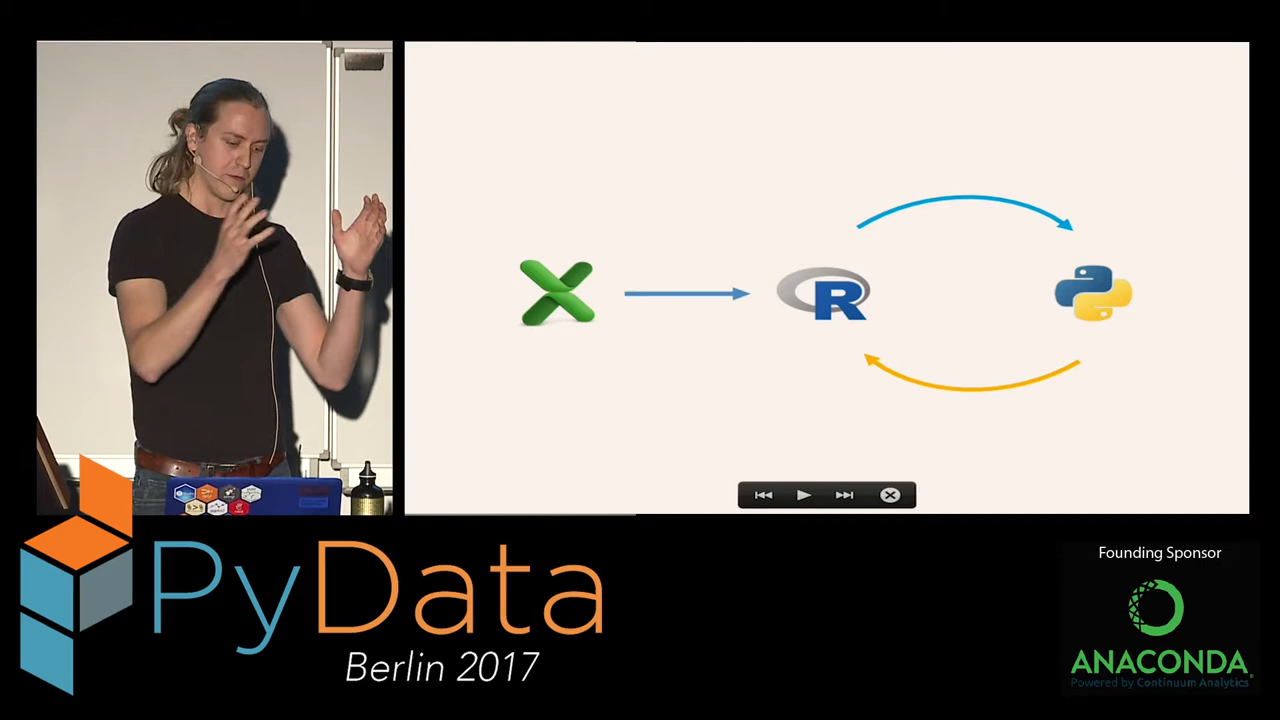 R
PyData
Berlin 2017
Founding Sponsor
ANACONDA
Powered by Continuum Analytics